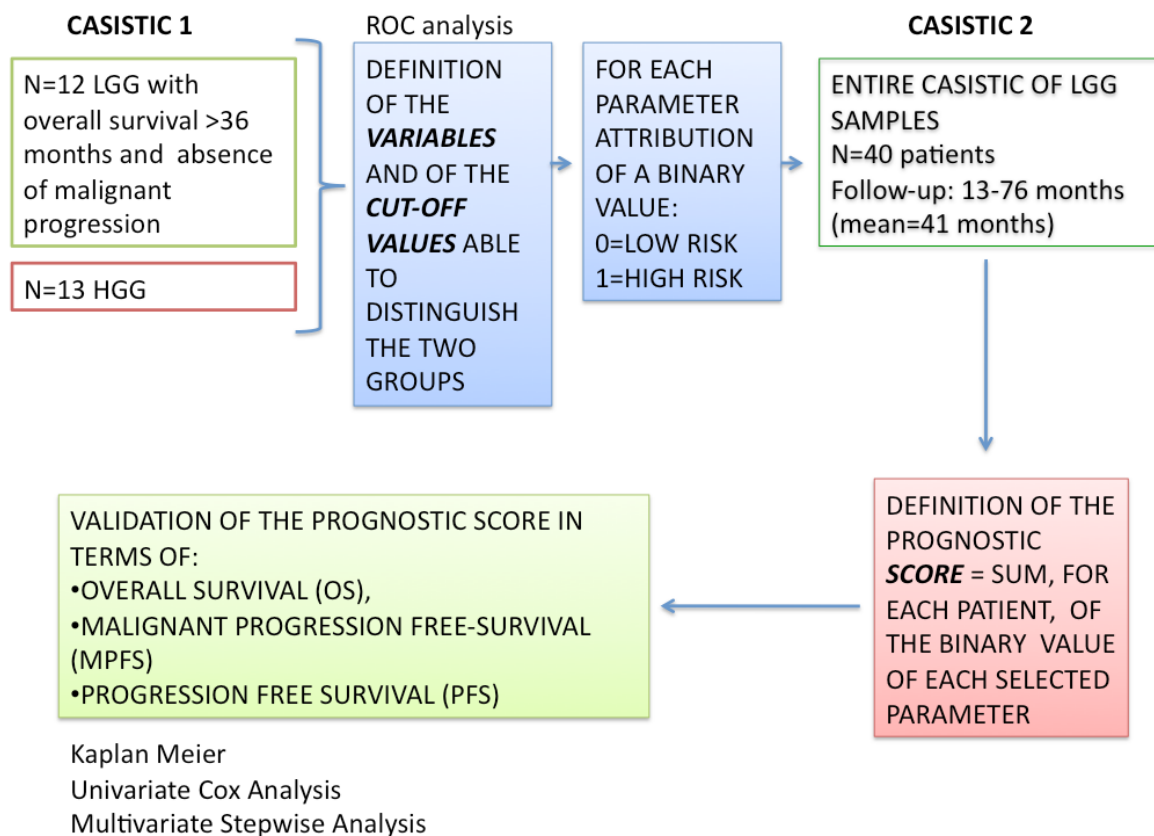 CASISTIC 1
N=12 LGG with
overall survival >36
months and absence
of malignant
progression
N=13 HGG
ROC analysis
DEFINITION
OF THE
VARIABLES
AND OF THE
CUT-OFF
VALUES ABLE
TO
DISTINGUISH
THE TWO
GROUPS
FOR EACH
PARAMETER
ATTRIBUTION
OF A BINARY
VALUE:
0=LOW RISK
1=HIGH RISK
CASISTIC 2
ENTIRE CASISTIC OF LGG
SAMPLES
N=40 patients
Follow-up: 13-76 months
(mean=41 months)
DEFINITION OF THE
PROGNOSTIC
SCORE = SUM, FOR
EACH PATIENT, OF
THE BINARY VALUE
OF EACH SELECTED
PARAMETER
VALIDATION OF THE PROGNOSTIC SCORE IN
TERMS OF:
•OVERALL SURVIVAL (OS),
•MALIGNANT PROGRESSION FREE-SURVIVAL
(MPFS)
•PROGRESSION FREE SURVIVAL (PFS)
Kaplan Meier
Univariate Cox Analysis
Multivariate Stepwise Analysis